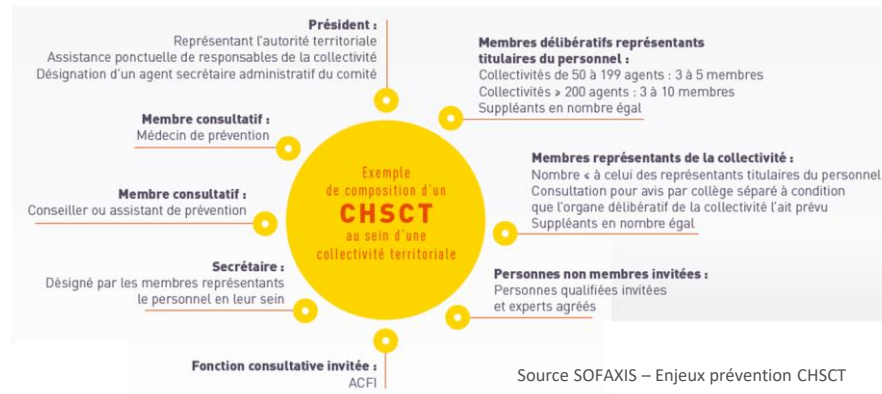 Président :
Représentant l'autorité territoriale
Assistance ponctuelle de responsables de la collectivité
Désignation d'un agent secrétaire administratif du comité
Membres délibératifs représentants
titulaires du personnel :
Collectivités de 50 à 199 agents : 3 à 5 membres
Collectivités ⩾ 200 agents : 3 à 10 membres
Suppléants en nombre égal
Membre consultatif :
Médecin de prévention
Membres représentants de la collectivité :
Nombre ⩽ à celui des représentants titulaires du personnel
Consultation pour avis par collège séparé à condition
que l'organe délibératif de la collectivité l'ait prévu
Suppléants en nombre égal
Membre consultatif :
Conseiller ou assistant de prévention
Exemple
de composition d'un
CHSCT
au sein d'une
collectivité territoriale
Secrétaire :
Désigné par les membres représentants
le personnel en leur sein
Personnes non membres invitées :
Personnes qualifiées invitées
et experts agréés
Fonction consultative invitée :
ACFI
Source SOFAXIS – Enjeux prévention CHSCT